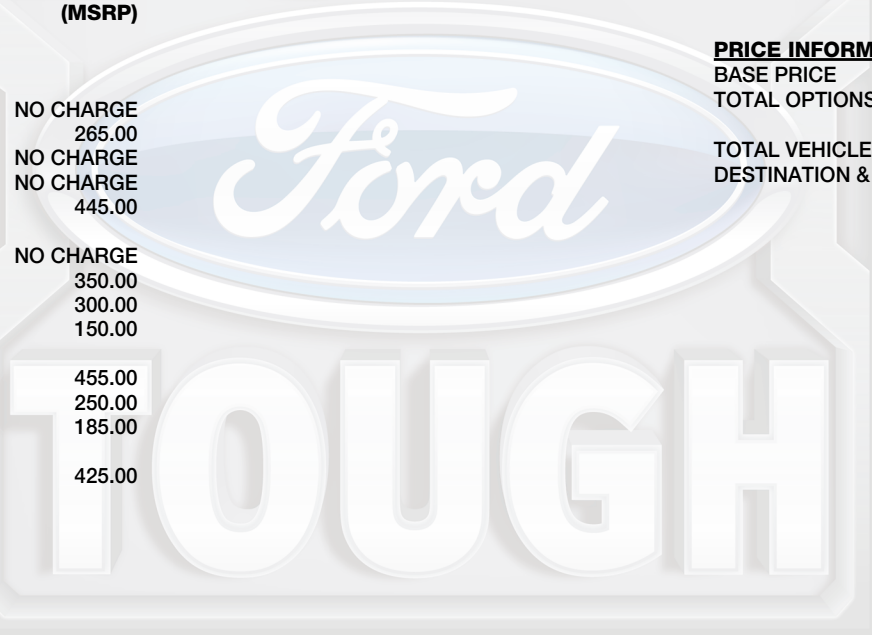 (MSRP)
NO CHARGE
265.00
NO CHARGE
NO CHARGE
445.00
NO CHARGE
350.00
300.00
150.00
455.00
250.00
185.00
425.00
PRICE INFORM
BASE PRICE
TOTAL OPTIONS
TOTAL VEHICLE
DESTINATION &
Ford
TOUGH